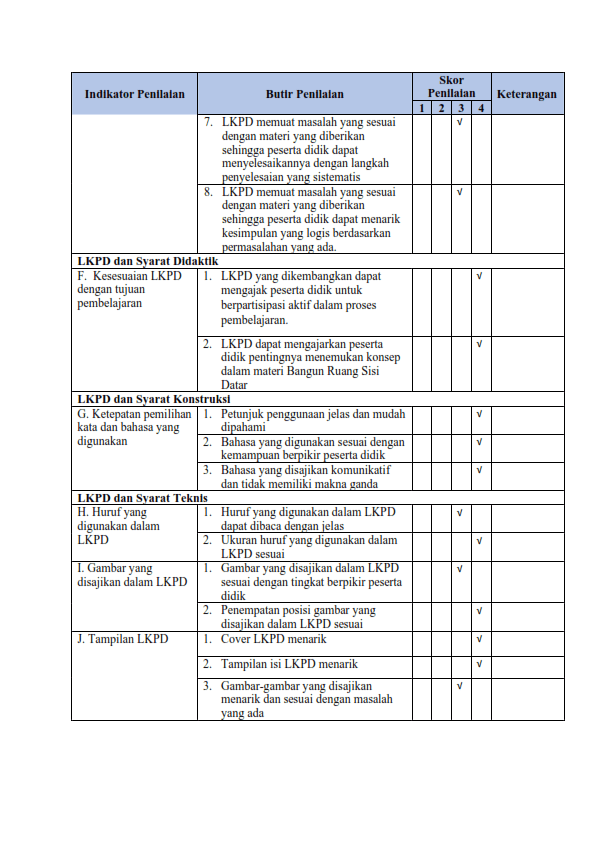 Indikator Penilaian Butir Penilaian Skor Penilaian Keterangan
1 2 3 4
7. LKPD memuat masalah yang sesuai √
dengan materi yang diberikan
sehingga peserta didik dapat
menyelesaikannya dengan langkah
penyelesaian yang sistematis
8. LKPD memuat masalah yang sesuai √
dengan materi yang diberikan
sehingga peserta didik dapat menarik
kesimpulan yang logis berdasarkan
permasalahan yang ada.
LKPD dan Syarat Didaktik
F. Kesesuaian LKPD
dengan tujuan
pembelajaran
1. LKPD yang dikembangkan dapat √
mengajak peserta didik untuk
berpartisipasi aktif dalam proses
pembelajaran.
2. LKPD dapat mengajarkan peserta √
didik pentingnya menemukan konsep
dalam materi Bangun Ruang Sisi
Datar
LKPD dan Syarat Konstruksi
G. Ketepatan pemilihan
kata dan bahasa yang
digunakan
1. Petunjuk penggunaan jelas dan mudah √
dipahami
2. Bahasa yang digunakan sesuai dengan √
kemampuan berpikir peserta didik
3. Bahasa yang disajikan komunikatif √
dan tidak memiliki makna ganda
LKPD dan Syarat Teknis
H. Huruf yang
digunakan dalam
LKPD
1. Huruf yang digunakan dalam LKPD √
dapat dibaca dengan jelas
2. Ukuran huruf yang digunakan dalam √
LKPD sesuai
I. Gambar yang
disajikan dalam LKPD
1. Gambar yang disajikan dalam LKPD √
sesuai dengan tingkat berpikir peserta
didik
2. Penempatan posisi gambar yang √
disajikan dalam LKPD sesuai
J. Tampilan LKPD
1. Cover LKPD menarik √
2. Tampilan isi LKPD menarik √
3. Gambar-gambar yang disajikan √
menarik dan sesuai dengan masalah
yang ada